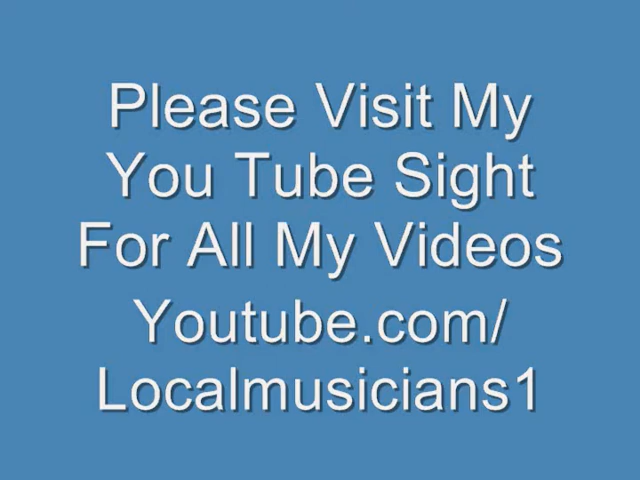 Please Visit My
You Tube Sight
For All My Videos
Youtube.com/
Localmusicians1